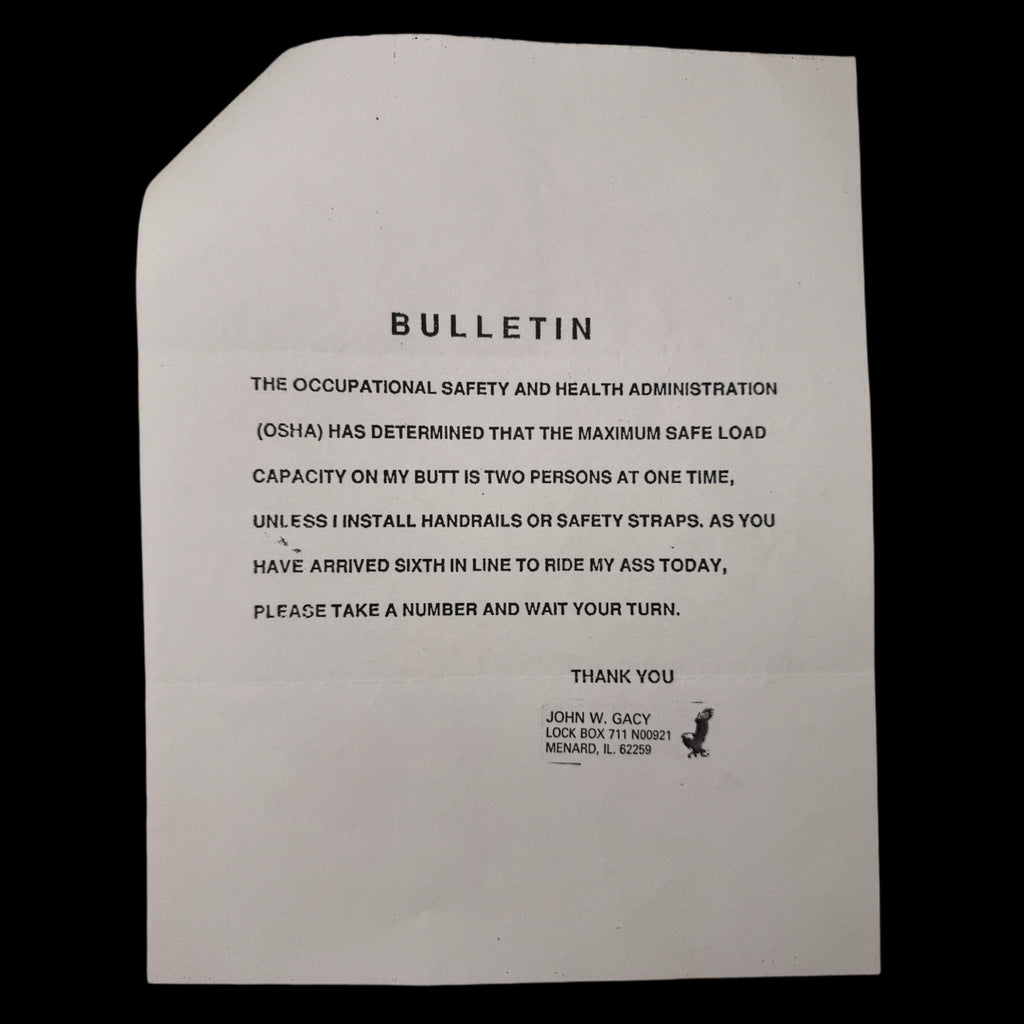 BULLETIN
THE OCCUPATIONAL SAFETY AND HEALTH ADMINISTRATION
(OSHA) HAS DETERMINED THAT THE MAXIMUM SAFE LOAD
CAPACITY ON MY BUTT IS TWO PERSONS AT ONE TIME,
UNLESS I INSTALL HANDRAILS OR SAFETY STRAPS. AS YOU
HAVE ARRIVED SIXTH IN LINE TO RIDE MY ASS TODAY,
PLEASE TAKE A NUMBER AND WAIT YOUR TURN.
THANK YOU
JOHN W. GACY
LOCK BOX 711 N00921
MENARD, IL. 62259